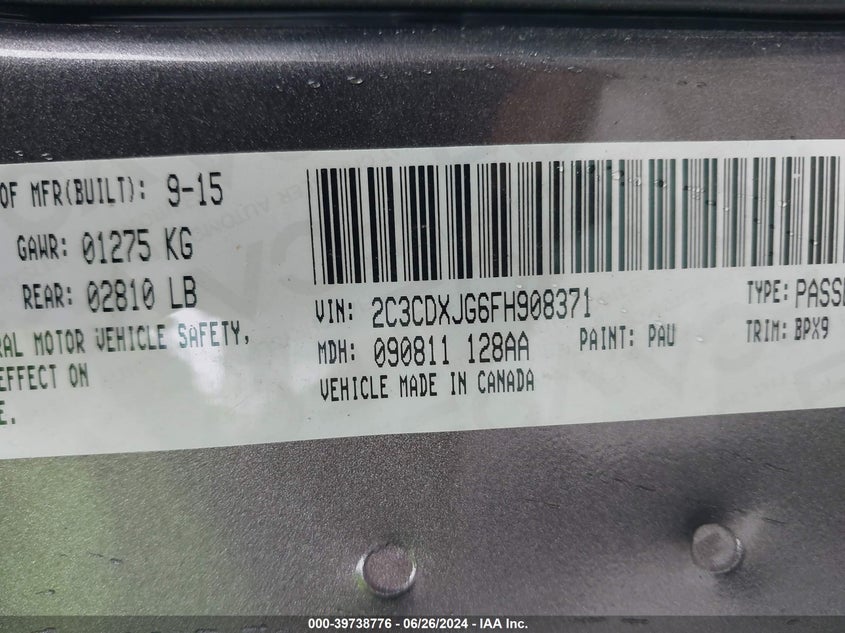 OF MFR(BUILT): 9-15
GAWR: 01275 KG
REAR: 02810 LB
RAL MOTOR VEHICLE SAFETY,
EFFECT ON
E.
VIN: 2C3CDXJG6FH908371
TYPE: PASSE
MDH: 090811 128AA
PAINT: PAU
TRIM: BPX9
VEHICLE MADE IN CANADA
000-39738776 - 06/26/2024 - IAA Inc.